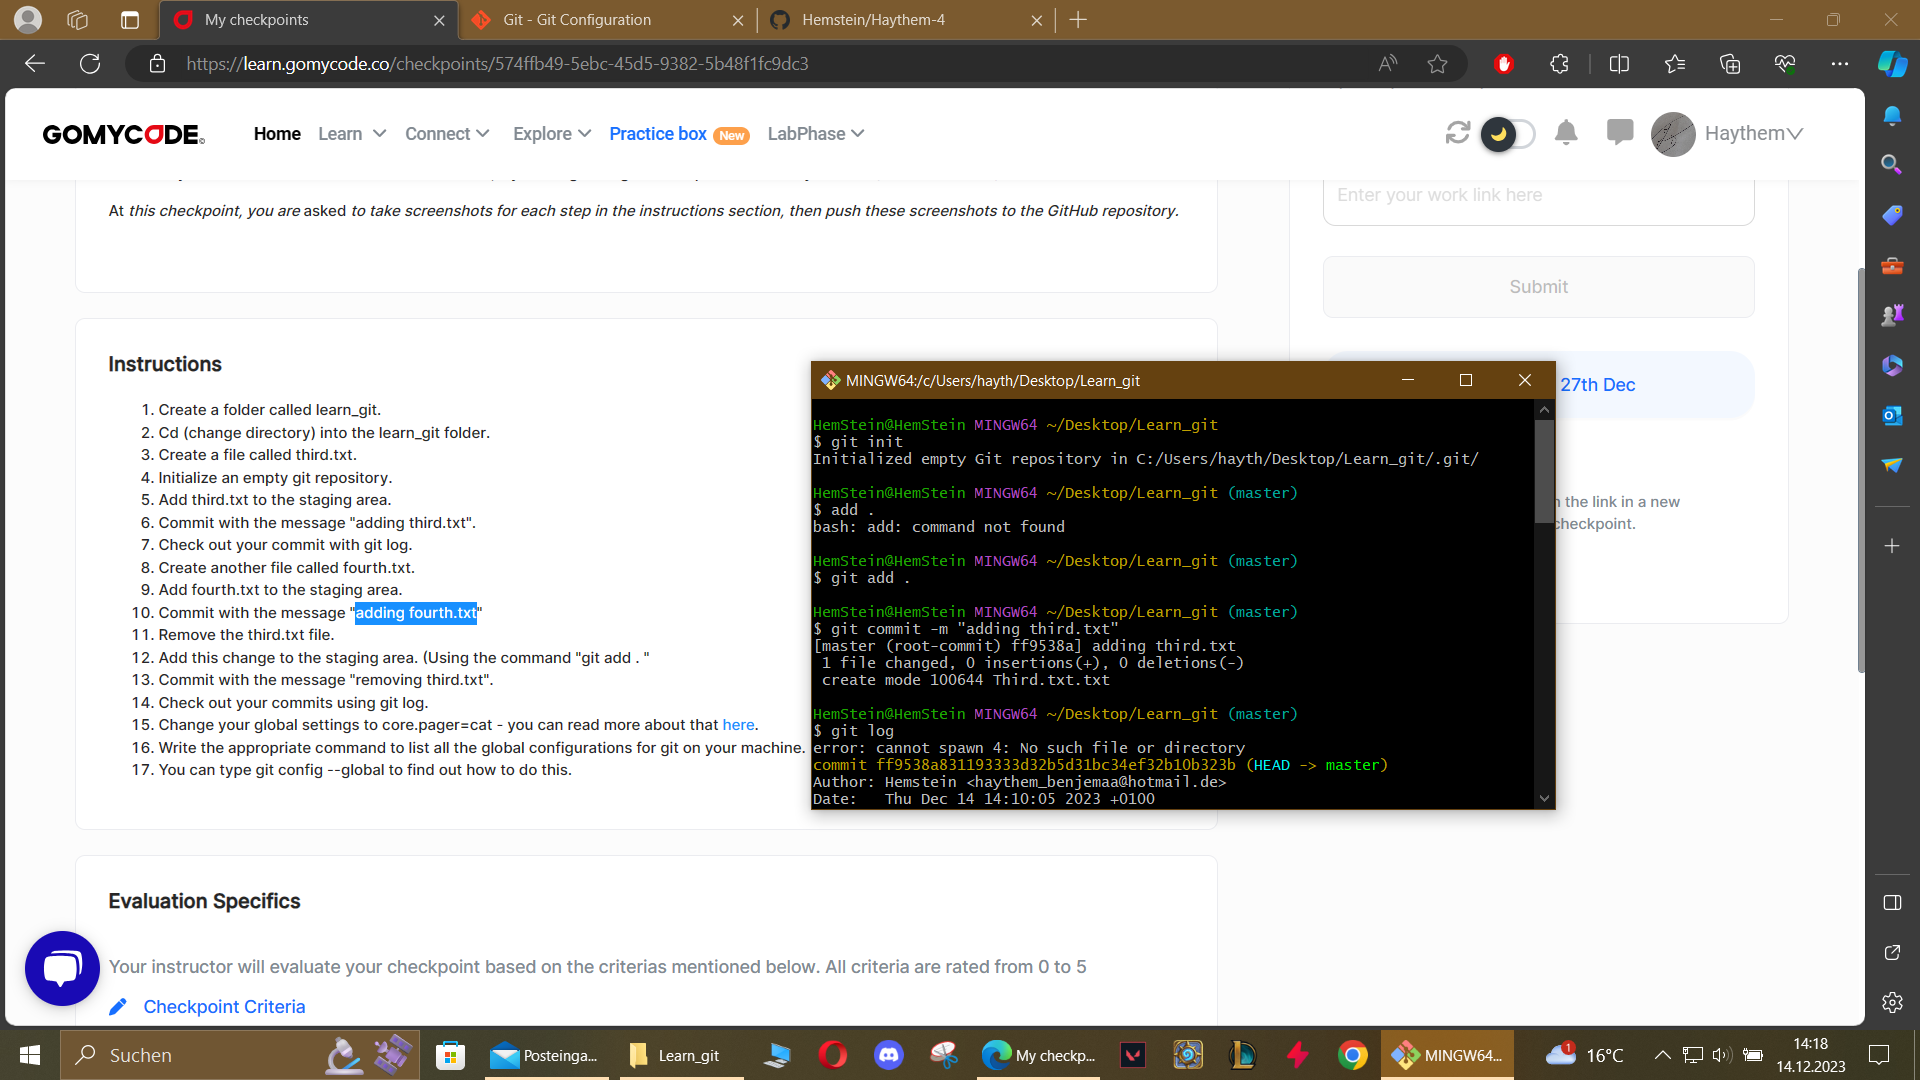 My checkpoints
Git - Git Configuration
Hemstein/Haythem-4
https://learn.gomycode.co/checkpoints/574ffb49-5ebc-45d5-9382-5b48f1fc9dc3
GOMYCODE
Home
Learn
Connect
Explore
Practice box New
LabPhase
Haythem
At this checkpoint, you are asked to take screenshots for each step in the instructions section, then push these screenshots to the GitHub repository.
Enter your work link here
Submit
27th Dec
n the link in a new
checkpoint.
Instructions
1. Create a folder called learn_git.
2. Cd (change directory) into the learn_git folder.
3. Create a file called third.txt.
4. Initialize an empty git repository.
5. Add third.txt to the staging area.
6. Commit with the message "adding third.txt".
7. Check out your commit with git log.
8. Create another file called fourth.txt.
9. Add fourth.txt to the staging area.
10. Commit with the message "adding fourth.txt"
11. Remove the third.txt file.
12. Add this change to the staging area. (Using the command "git add . "
13. Commit with the message "removing third.txt".
14. Check out your commits using git log.
15. Change your global settings to core.pager=cat - you can read more about that here.
16. Write the appropriate command to list all the global configurations for git on your machine.
17. You can type git config --global to find out how to do this.
MINGW64:/c/Users/hayth/Desktop/Learn_git
HemStein@HemStein MINGW64 ~/Desktop/Learn_git
$ git init
Initialized empty Git repository in C:/Users/hayth/Desktop/Learn_git/.git/
HemStein@HemStein MINGW64 ~/Desktop/Learn_git (master)
$ add .
bash: add: command not found
HemStein@HemStein MINGW64 ~/Desktop/Learn_git (master)
$ git add .
HemStein@HemStein MINGW64 ~/Desktop/Learn_git (master)
$ git commit -m "adding third.txt"
[master (root-commit) ff9538a] adding third.txt
1 file changed, 0 insertions(+), 0 deletions(-)
create mode 100644 Third.txt.txt
HemStein@HemStein MINGW64 ~/Desktop/Learn_git (master)
$ git log
error: cannot spawn 4: No such file or directory
commit ff9538a831193333d32b5d31bc34ef32b10b323b (HEAD -> master)
Author: Hemstein <haythem_benjemaa@hotmail.de>
Date:   Thu Dec 14 14:10:05 2023 +0100
Evaluation Specifics
Your instructor will evaluate your checkpoint based on the criterias mentioned below. All criteria are rated from 0 to 5
Checkpoint Criteria
Suchen
Posteinga...
Learn_git
My checkp...
MINGW64...
1
16°C
14:18
14.12.2023